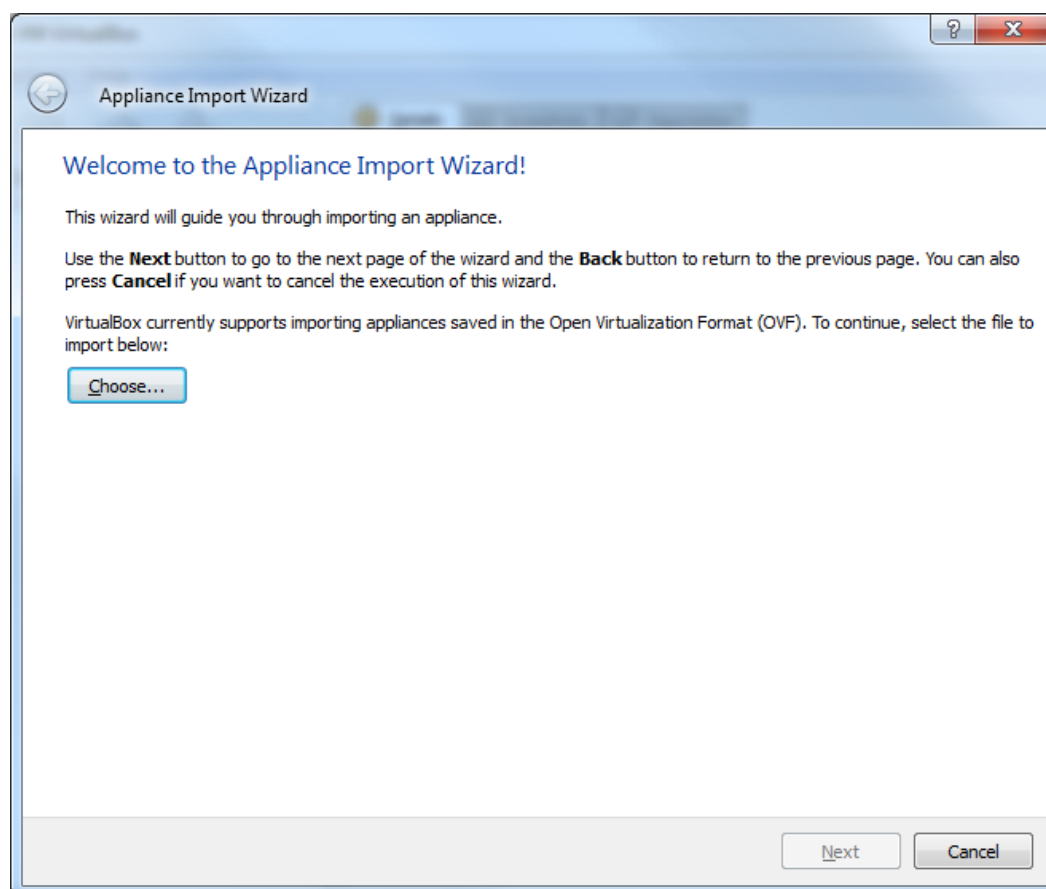 Appliance Import Wizard
Welcome to the Appliance Import Wizard!
This wizard will guide you through importing an appliance.
Use the Next button to go to the next page of the wizard and the Back button to return to the previous page. You can also
press Cancel if you want to cancel the execution of this wizard.
VirtualBox currently supports importing appliances saved in the Open Virtualization Format (OVF). To continue, select the file to
import below:
Choose...
Next
Cancel